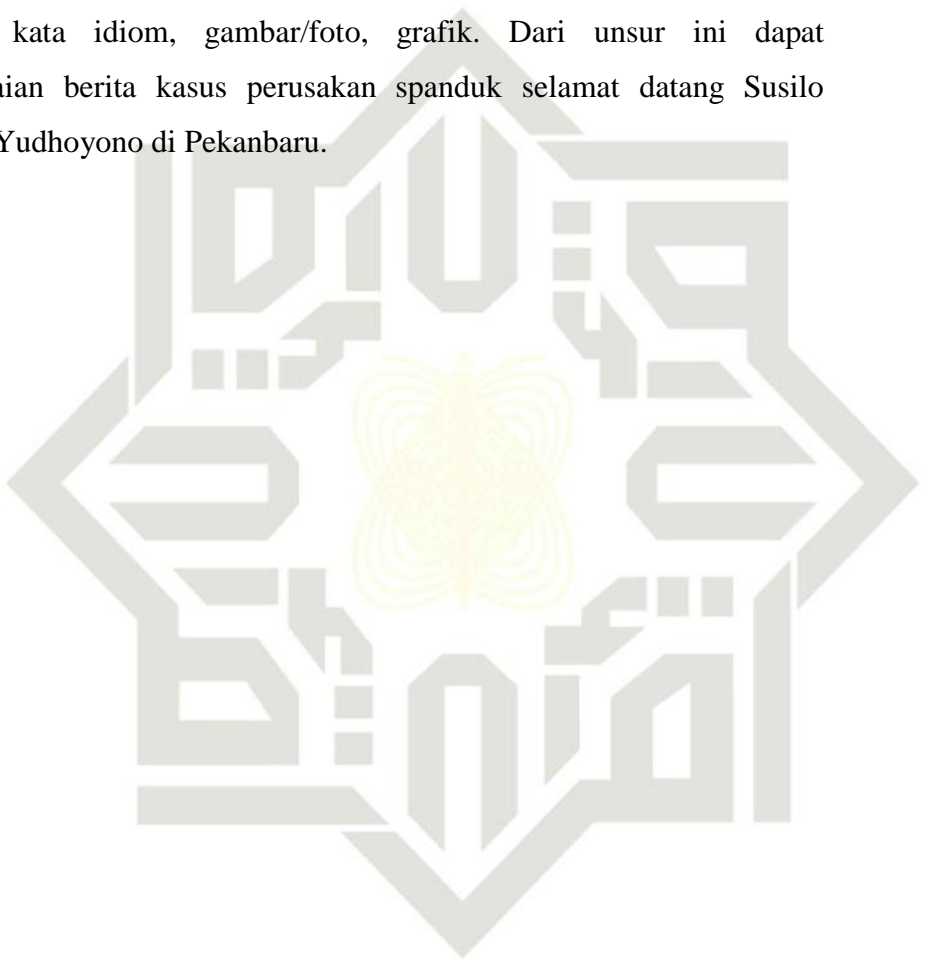 kata idiom, gambar/foto, grafik. Dari unsur ini dapat
aian berita kasus perusakan spanduk selamat datang Susilo
Yudhoyono di Pekanbaru.